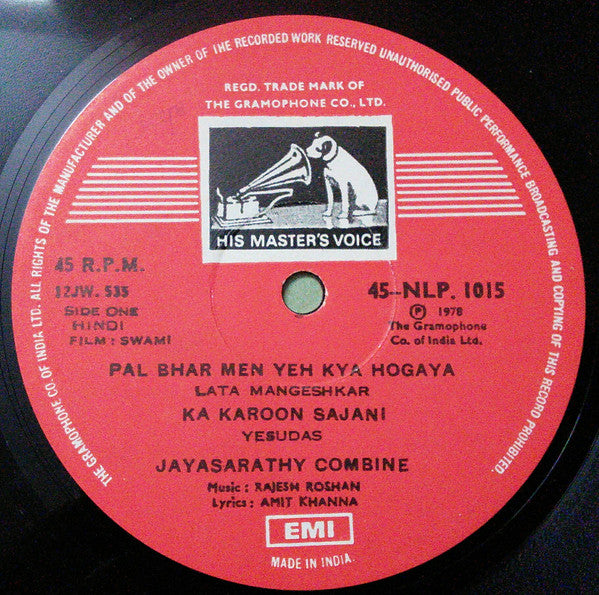 THE GRAMOPHONE CO. OF INDIA LTD. ALL RIGHTS OF THE MANUFACTURER AND OF THE OWNER OF THE RECORDED WORK RESERVED UNAUTHORISED PUBLIC PERFORMANCE BROADCASTING AND COPYING OF THIS RECORD PROHIBITED.
REGD. TRADE MARK OF
THE GRAMOPHONE CO., LTD.
HIS MASTER'S VOICE
45 R.P.M.
12JW. 535
SIDE ONE
HINDI
FILM : SWAMI
45-NLP. 1015
Ⓟ 1978
The Gramophone
Co. of India Ltd.
PAL BHAR MEN YEH KYA HOGAYA
LATA MANGESHKAR
KA KAROON SAJANI
YESUDAS
JAYASARATHY COMBINE
Music : RAJESH ROSHAN
Lyrics : AMIT KHANNA
EMI
MADE IN INDIA.